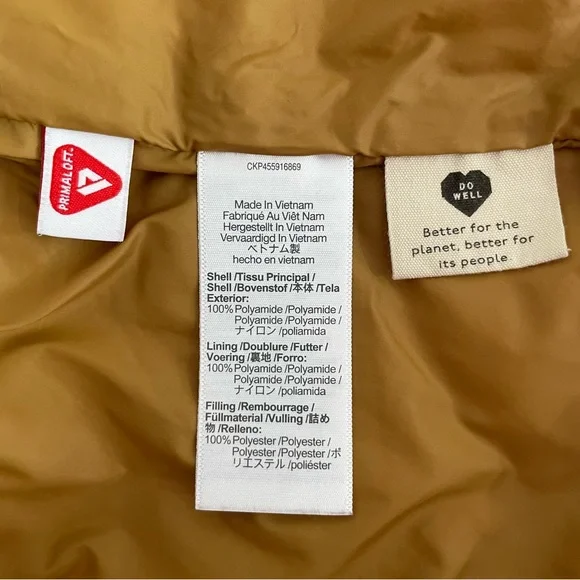 PRIMALOFT
CKP455916869
Made In Vietnam
Fabriqué Au Viêt Nam
Hergestellt In Vietnam
Vervaardigd In Vietnam
ベトナム製
hecho en vietnam
Shell /Tissu Principal /
Shell /Bovenstof /本体 /Tela
Exterior:
100% Polyamide /Polyamide /
Polyamide /Polyamide /
ナイロン /poliamida
Lining /Doublure /Futter /
Voering /裏地 /Forro:
100% Polyamide /Polyamide /
Polyamide /Polyamide /
ナイロン /poliamida
Filling /Rembourrage /
Füllmaterial /Vulling /詰め
物 /Relleno:
100% Polyester /Polyester /
Polyester /Polyester /ポ
リエステル /poliéster
DO
WELL
Better for the
planet, better for
its people